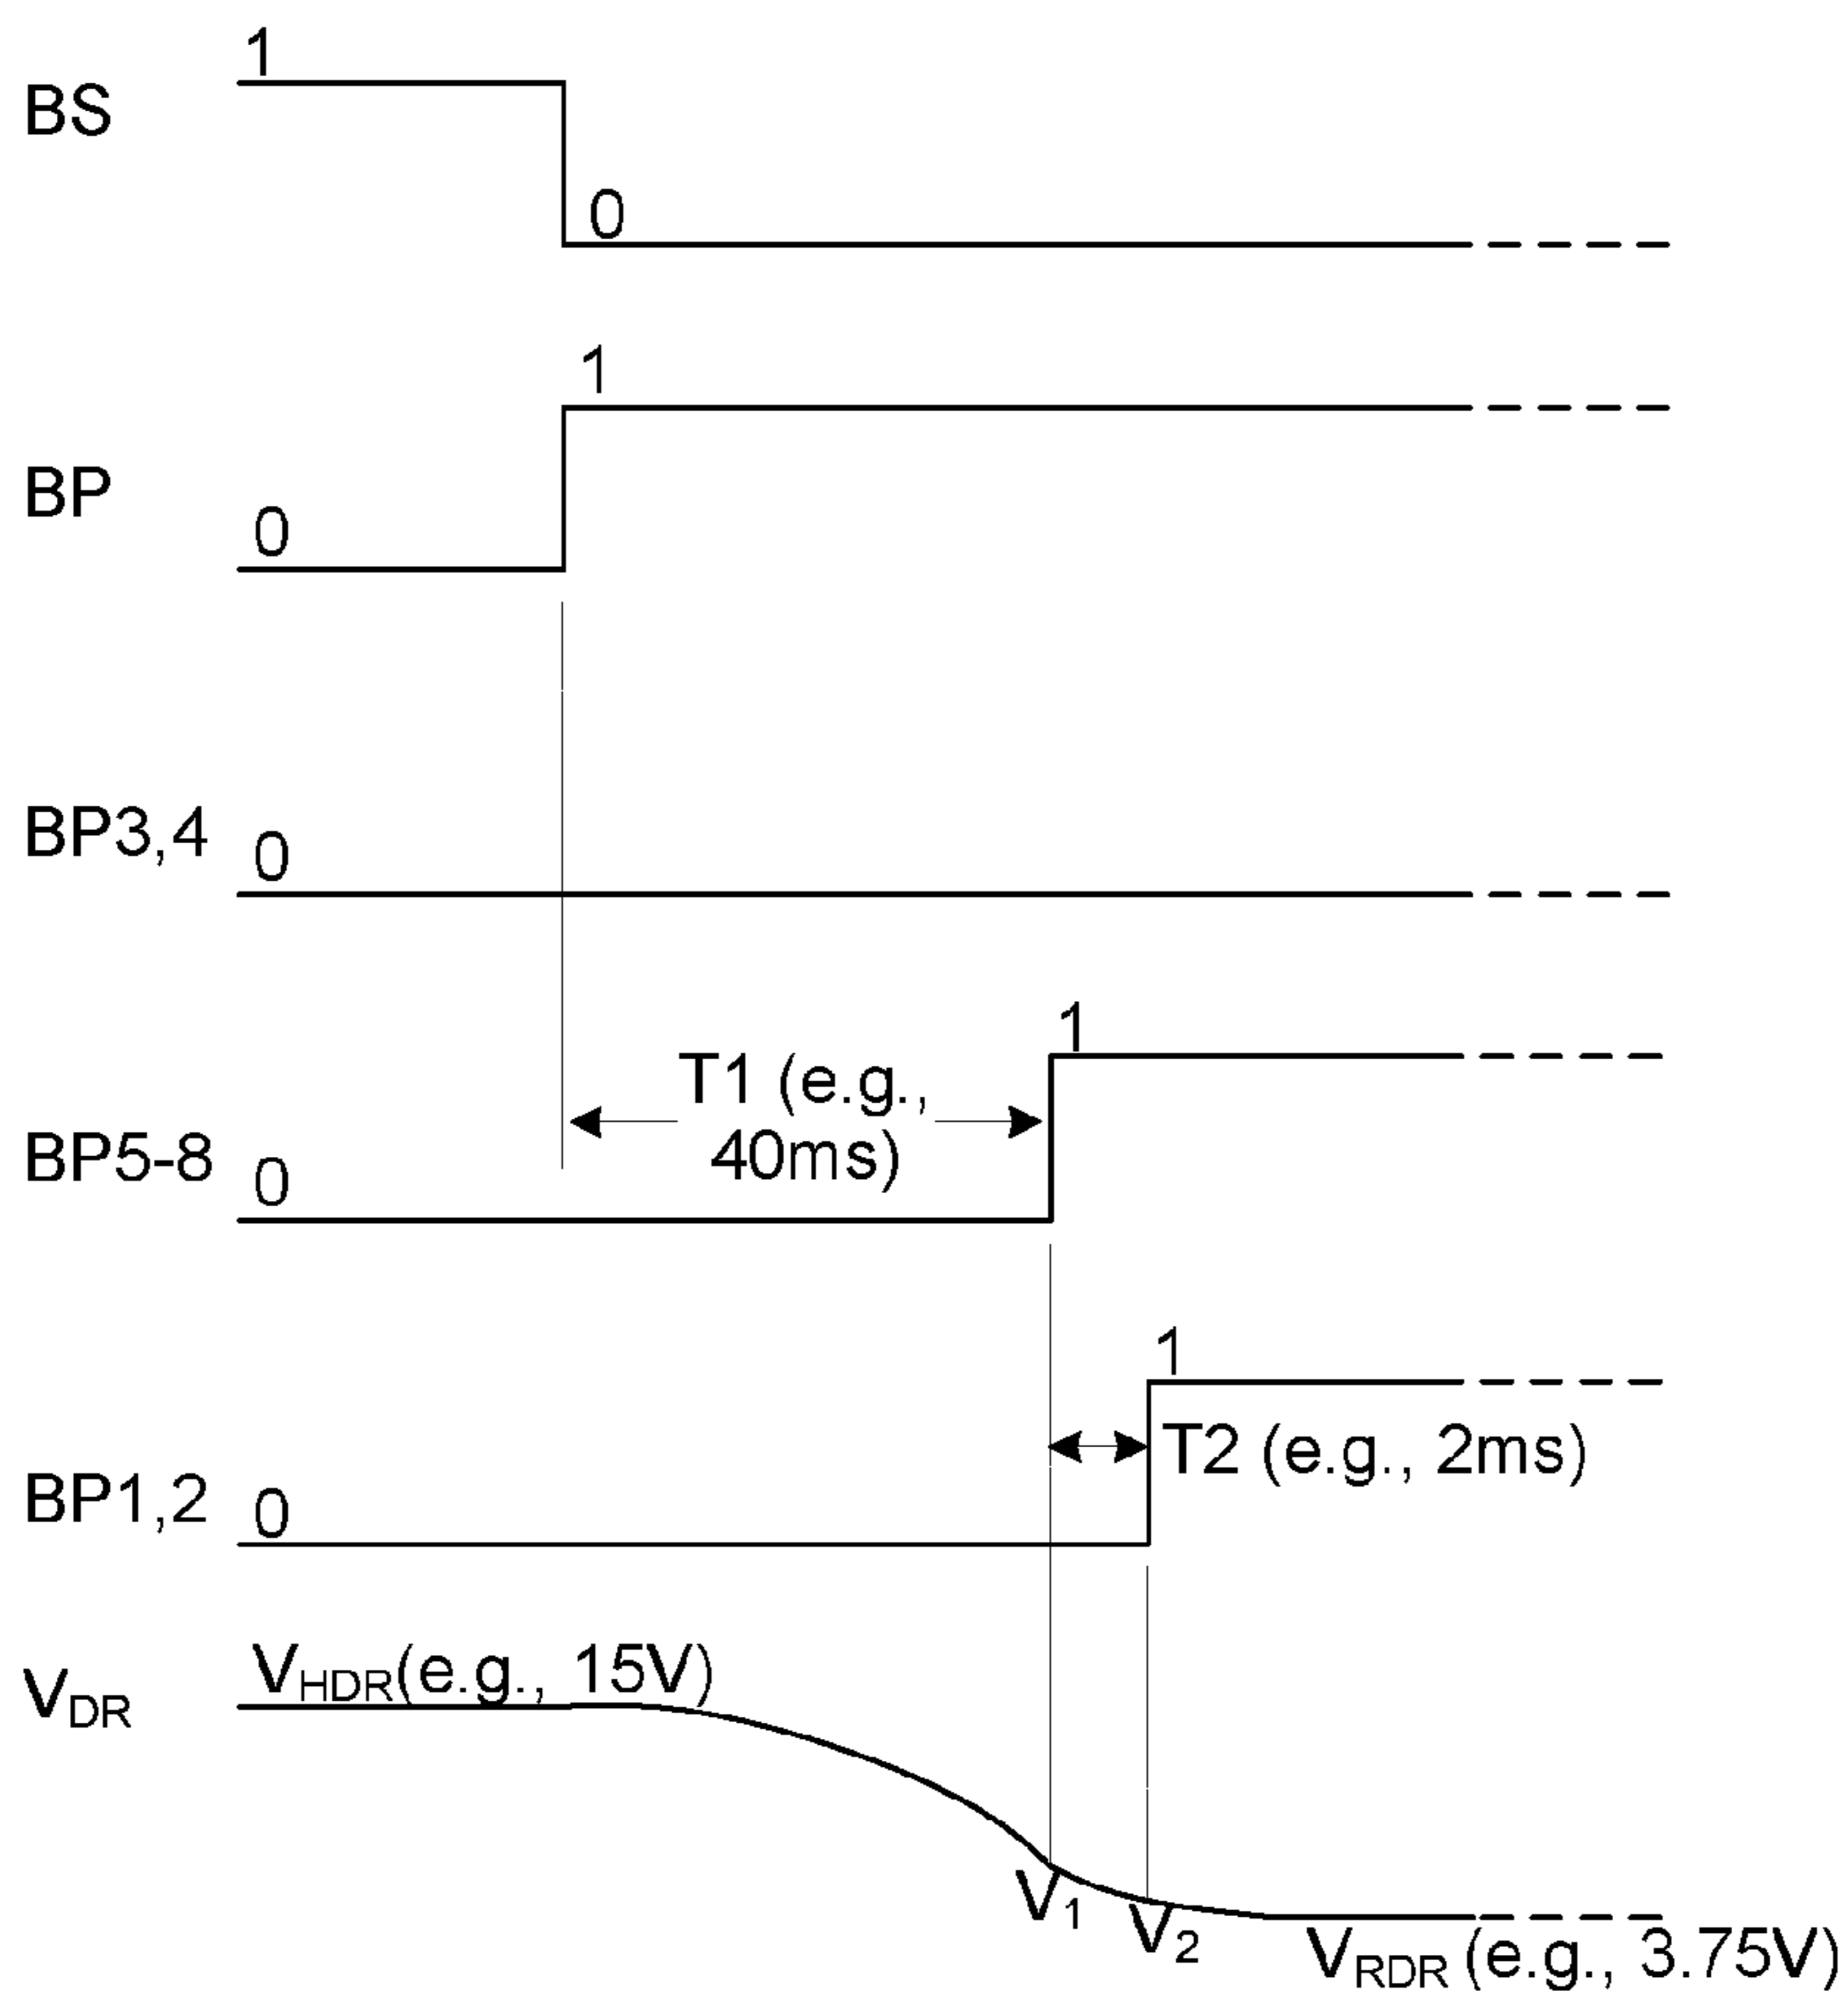 1
BS
0
1
BP
0
BP3,4
0
1
T1 (e.g.,
40ms)
BP5-8
0
1
T2 (e.g., 2ms)
BP1,2
0
VHDR(e.g., 15V)
VDR
V1
V2
VRDR(e.g., 3.75V)